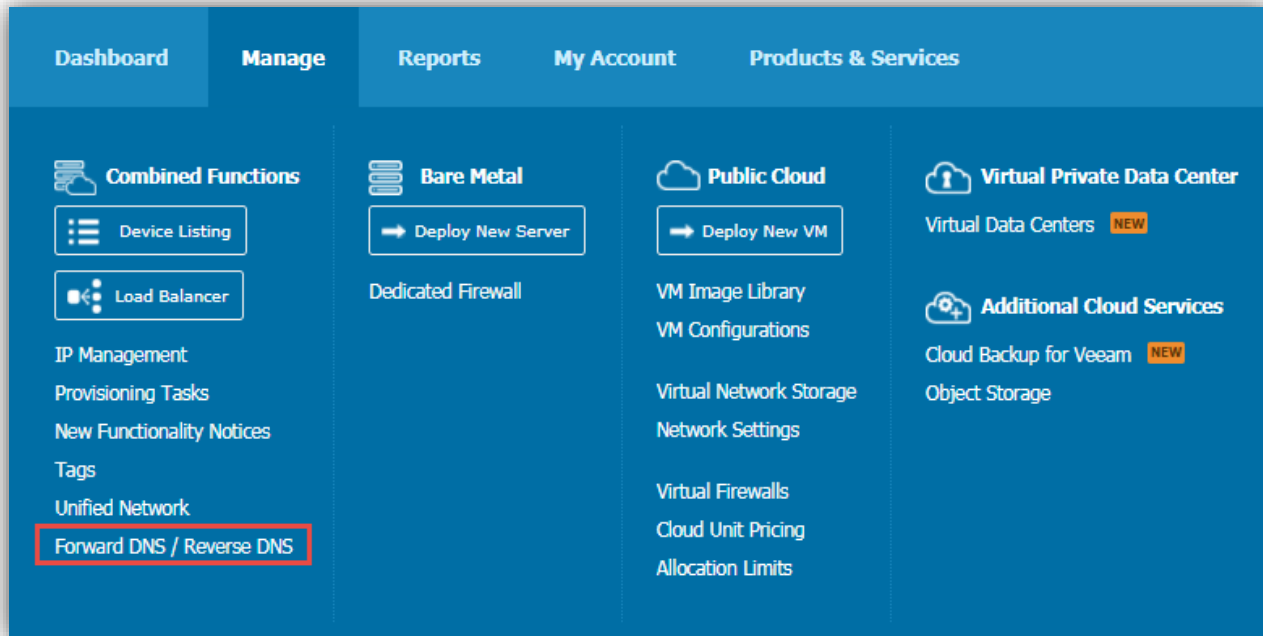 Dashboard
Manage
Reports
My Account
Products & Services
Combined Functions
Device Listing
Load Balancer
IP Management
Provisioning Tasks
New Functionality Notices
Tags
Unified Network
Forward DNS / Reverse DNS
Bare Metal
Deploy New Server
Dedicated Firewall
Public Cloud
Deploy New VM
VM Image Library
VM Configurations
Virtual Network Storage
Network Settings
Virtual Firewalls
Cloud Unit Pricing
Allocation Limits
Virtual Private Data Center
Virtual Data Centers NEW
Additional Cloud Services
Cloud Backup for Veeam NEW
Object Storage